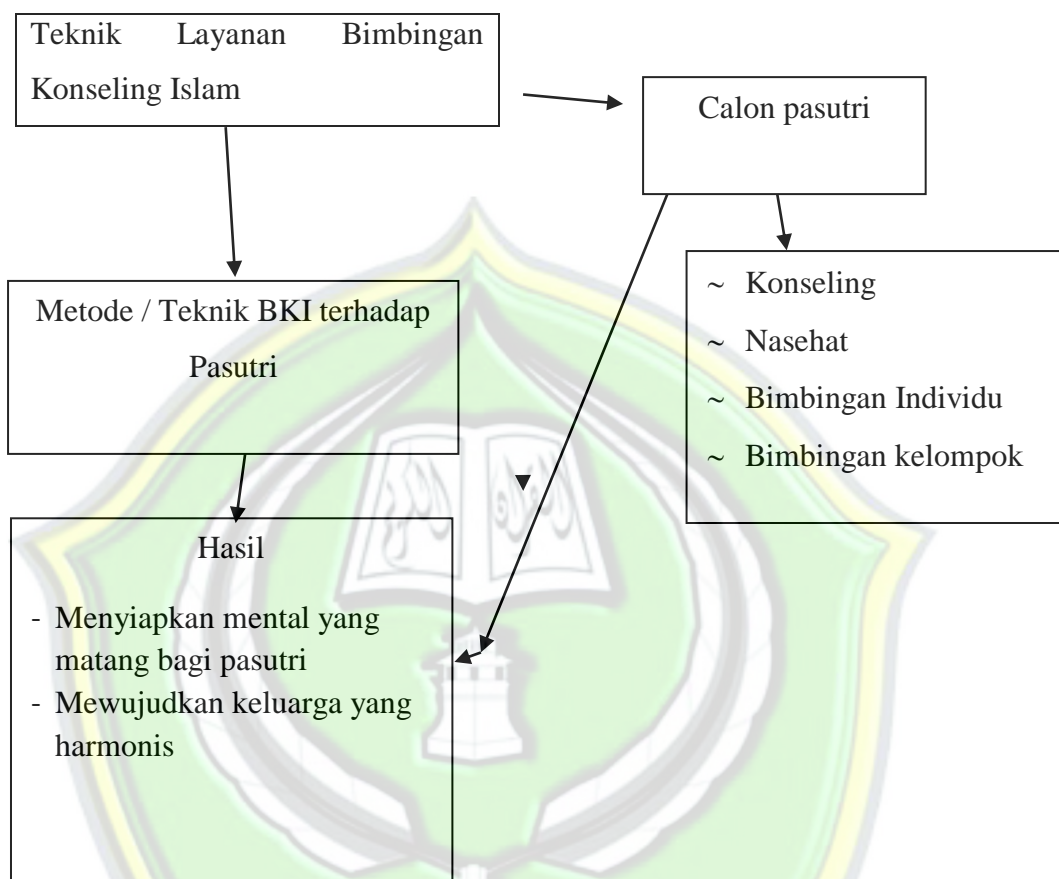 Teknik Layanan Bimbingan
Konseling Islam
Calon pasutri
Metode / Teknik BKI terhadap
Pasutri
~ Konseling
~ Nasehat
~ Bimbingan Individu
~ Bimbingan kelompok
Hasil
- Menyiapkan mental yang
matang bagi pasutri
- Mewujudkan keluarga yang
harmonis